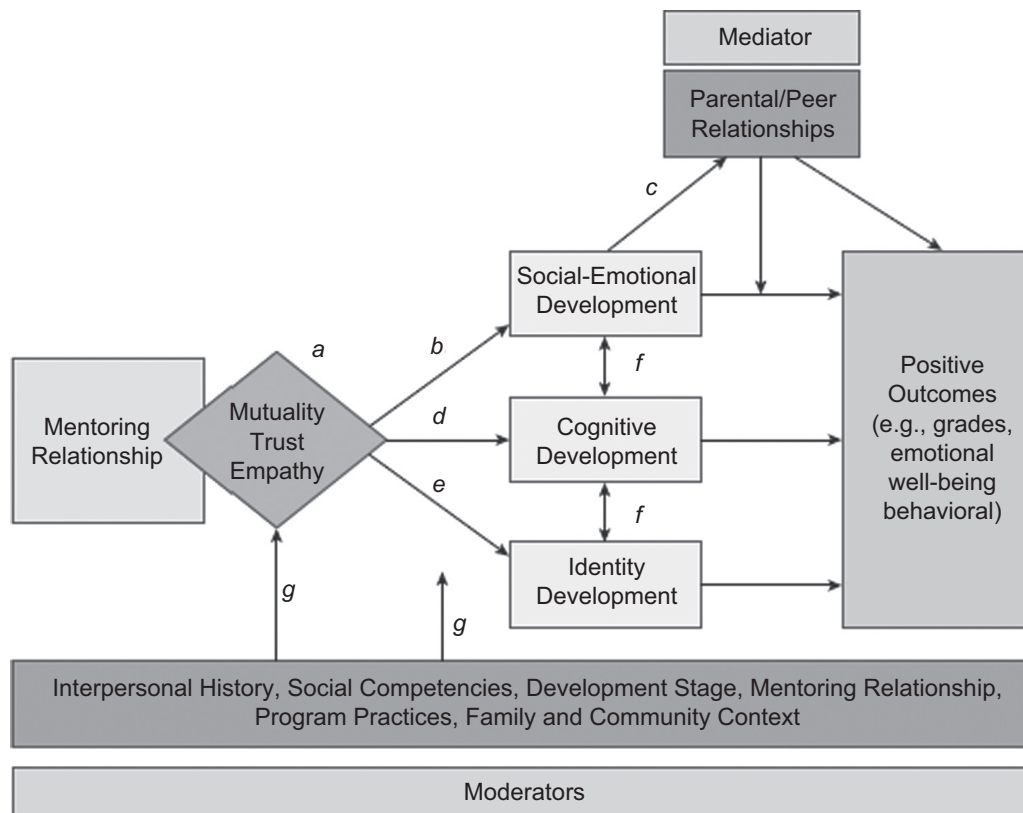 Mediator
Parental/Peer
Relationships
c
Social-Emotional
Development
a
b
f
Mentoring
Relationship
Mutuality
Trust
Empathy
d
Cognitive
Development
Positive
Outcomes
(e.g., grades,
emotional
well-being
behavioral)
e
f
Identity
Development
g
g
Interpersonal History, Social Competencies, Development Stage, Mentoring Relationship,
Program Practices, Family and Community Context
Moderators